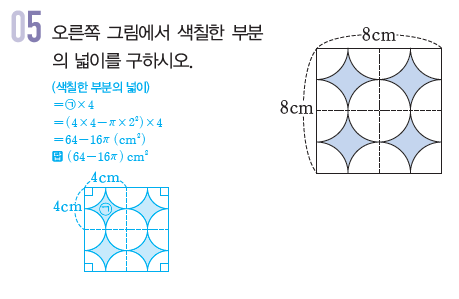 05 오른쪽 그림에서 색칠한 부분
의 넓이를 구하시오.
(색칠한 부분의 넓이)
=㉠×4
=(4×4-π×2²)×4
=64-16π (cm²)
답 (64-16π) cm²
4cm
4cm
㉠
8cm
8cm